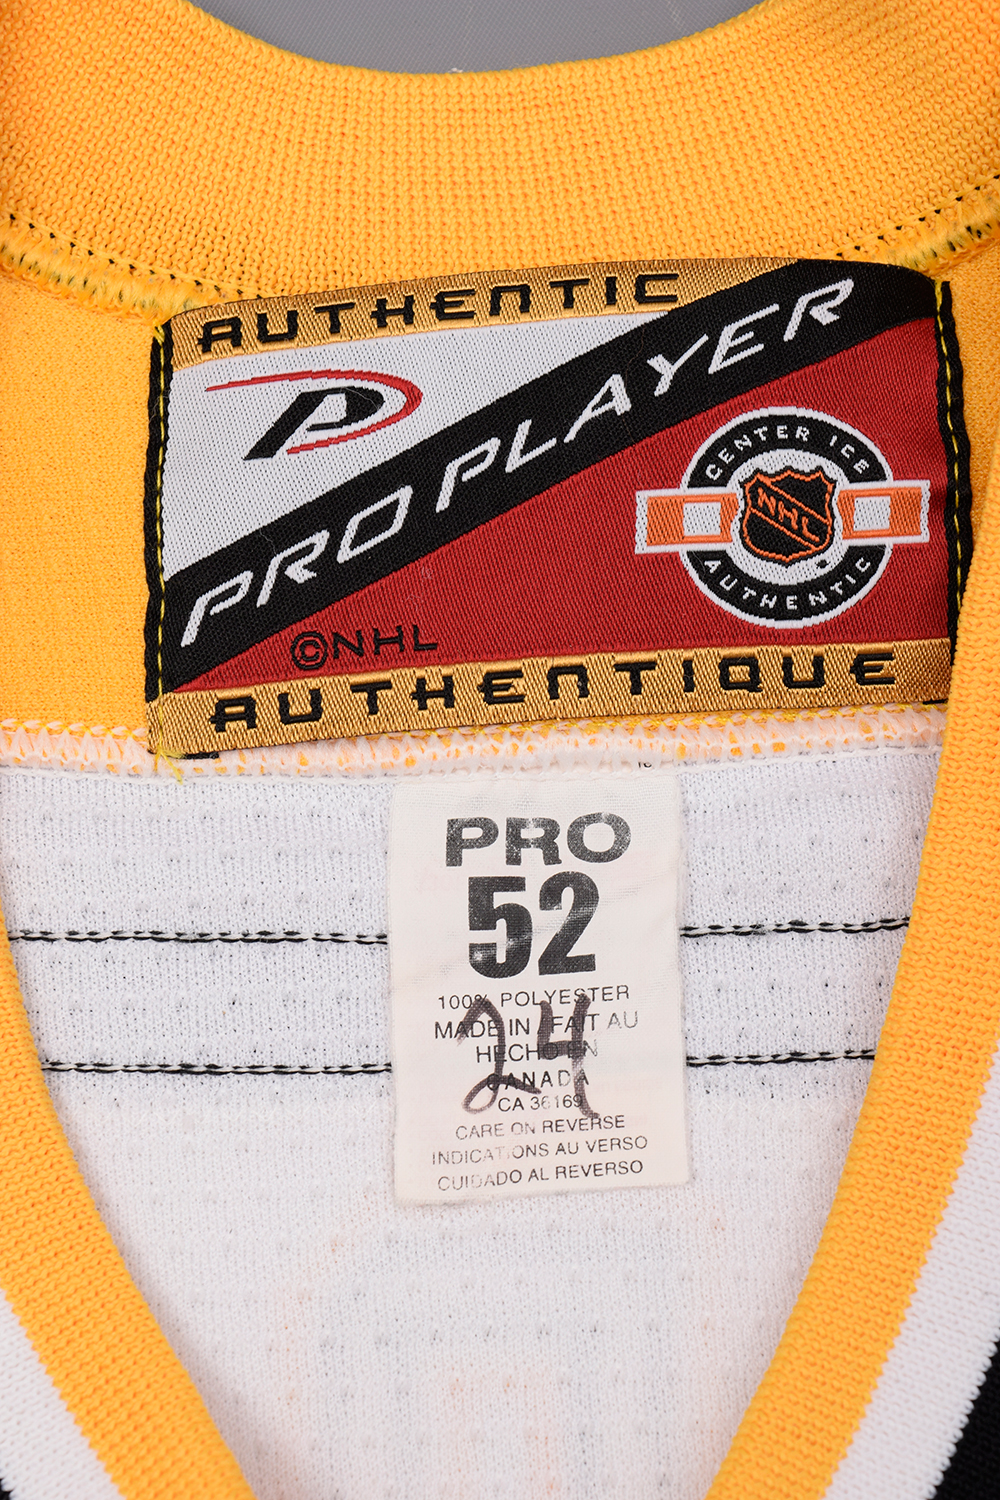 AUTHENTIC
PRO PLAYER
CENTER ICE
NHL
AUTHENTIC
©NHL
AUTHENTIQUE
PRO
52
100% POLYESTER
MADE IN / FAIT AU
HECHO EN
CANADA
24
CA 36169
CARE ON REVERSE
INDICATIONS AU VERSO
CUIDADO AL REVERSO